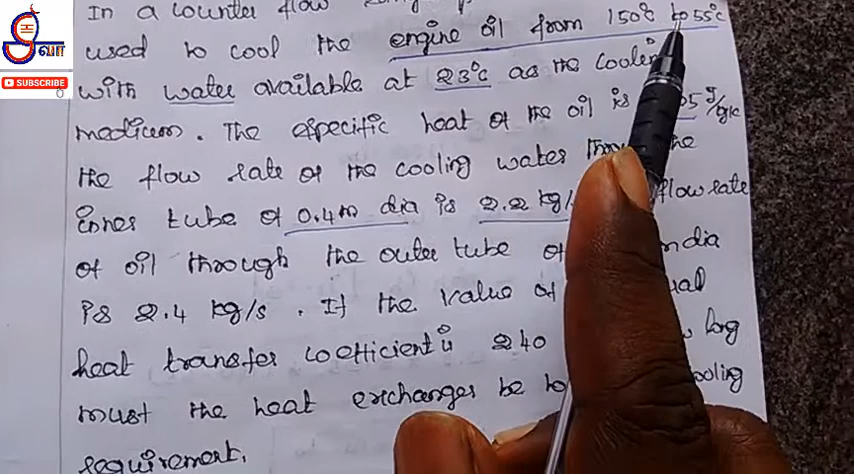 சிவா
SUBSCRIBE
In a counter flow
used to cool the engine oil from 150°c to 55°c
with water available at 23°c as the cooling
medium. The specific heat of the oil is 05 J/kgk
the flow rate of the cooling water through the
inner tube of 0.4m dia is 2.2 kg/ flow rate
of oil through the outer tube of dia
is 2.4 kg/s. If the value of
heat transfer coefficient is 240 long
must the heat exchanger be to cooling
requirement.